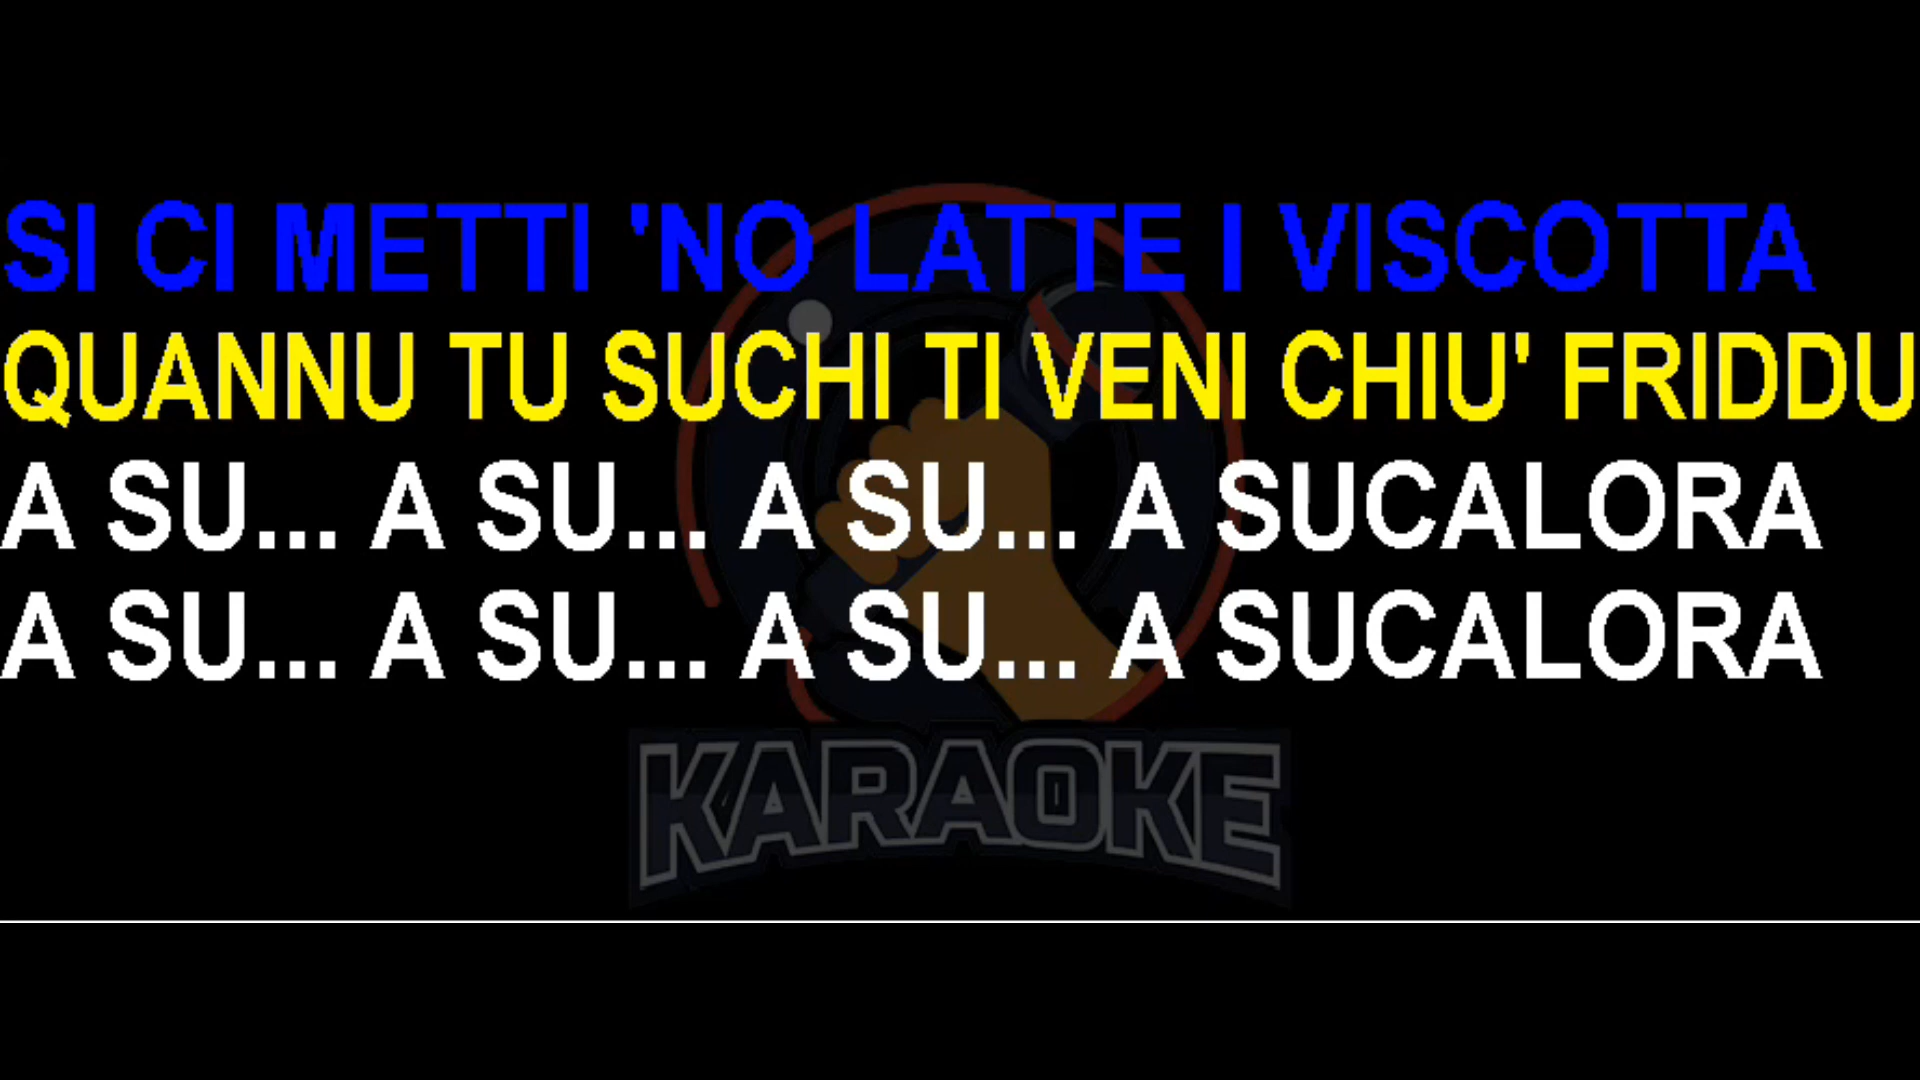 SI CI METTI 'NO LATTE I VISCOTTA
QUANNU TU SUCHI TI VENI CHIU' FRIDDU
A SU... A SU... A SU... A SUCALORA
A SU... A SU... A SU... A SUCALORA
KARAOKE